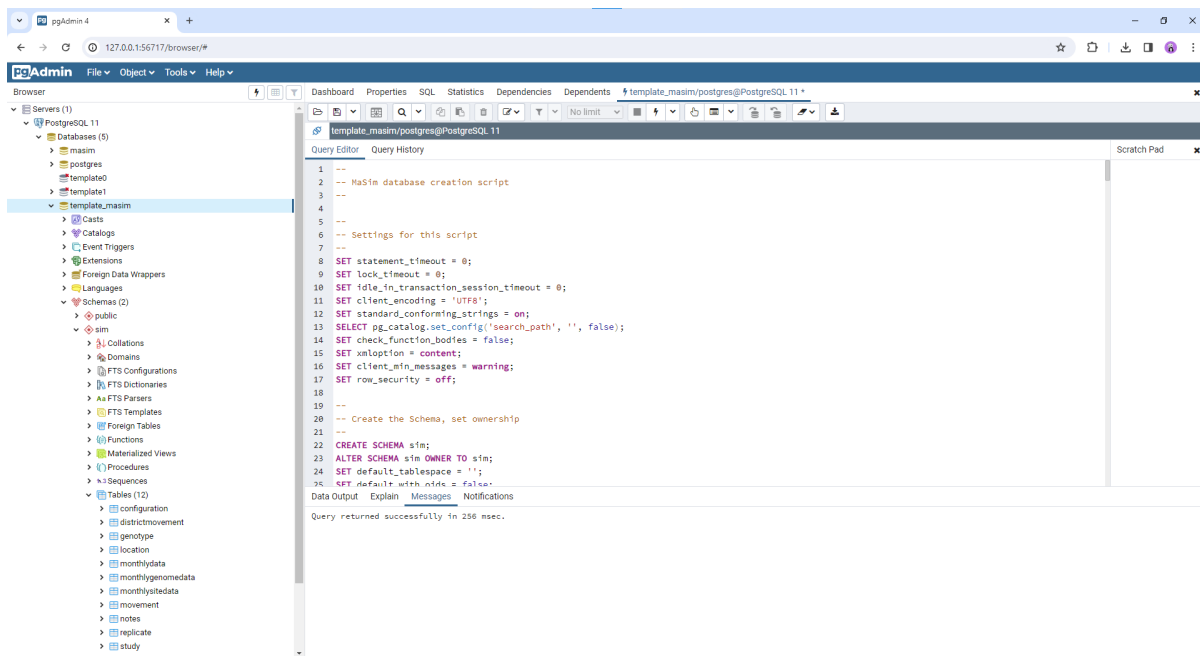 pgAdmin 4
127.0.0.1:56717/browser/#
pgAdmin File Object Tools Help
Browser
Dashboard Properties SQL Statistics Dependencies Dependents template_masim/postgres@PostgreSQL 11 *
Servers (1)
PostgreSQL 11
Databases (5)
masim
postgres
template0
template1
template_masim
Casts
Catalogs
Event Triggers
Extensions
Foreign Data Wrappers
Languages
Schemas (2)
public
sim
Collations
Domains
FTS Configurations
FTS Dictionaries
FTS Parsers
FTS Templates
Foreign Tables
Functions
Materialized Views
Procedures
Sequences
Tables (12)
configuration
districtmovement
genotype
location
monthlydata
monthlygenomedata
monthlysitedata
movement
notes
replicate
study
No limit
template_masim/postgres@PostgreSQL 11
Query Editor Query History
Scratch Pad
1 --
2 -- MaSim database creation script
3 --
4
5 --
6 -- Settings for this script
7 --
8 SET statement_timeout = 0;
9 SET lock_timeout = 0;
10 SET idle_in_transaction_session_timeout = 0;
11 SET client_encoding = 'UTF8';
12 SET standard_conforming_strings = on;
13 SELECT pg_catalog.set_config('search_path', '', false);
14 SET check_function_bodies = false;
15 SET xmloption = content;
16 SET client_min_messages = warning;
17 SET row_security = off;
18
19 --
20 -- Create the Schema, set ownership
21 --
22 CREATE SCHEMA sim;
23 ALTER SCHEMA sim OWNER TO sim;
24 SET default_tablespace = '';
25 SET default_with_oids = false;
Data Output Explain Messages Notifications
Query returned successfully in 256 msec.